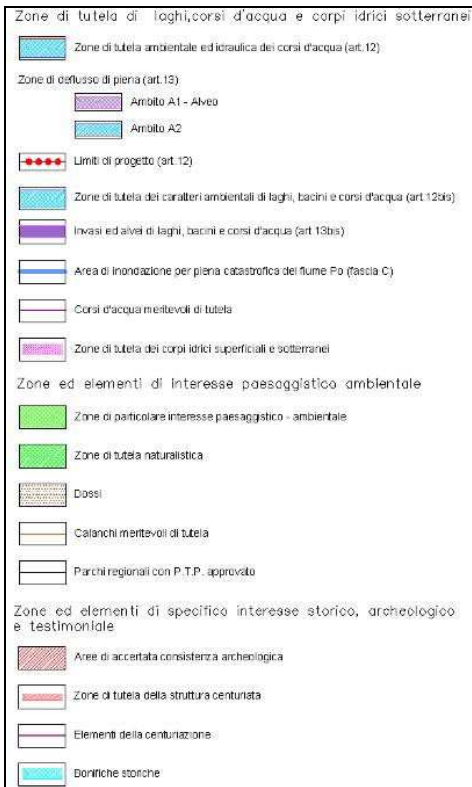 Zone di tutela di laghi,corsi d'acqua e corpi idrici sotterranei
Zone di tutela ambientale ed idraulica dei corsi d'acqua (art.12)
Zone di deflusso di piena (art.13)
Ambito A1 - Alveo
Ambito A2
Limiti di progetto (art.12)
Zone di tutela dei caratteri ambientali di laghi, bacini e corsi d'acqua (art 12bis)
Invasi ed alvei di laghi, bacini e corsi d'acqua (art 13bis)
Area di inondazione per piena catastrofica del fiume Po (fascia C)
Corsi d'acqua meritevoli di tutela
Zone di tutela dei corpi idrici superficiali e sotterranei
Zone ed elementi di interesse paesaggistico ambientale
Zone di particolare interesse paesaggistico - ambientale
Zone di tutela naturalistica
Dossi
Calanchi meritevoli di tutela
Parchi regionali con P.T.P. approvato
Zone ed elementi di specifico interesse storico, archeologico
e testimoniale
Aree di accertata consistenza archeologica
Zone di tutela della struttura centuriata
Elementi della centuriazione
Bonifiche storiche